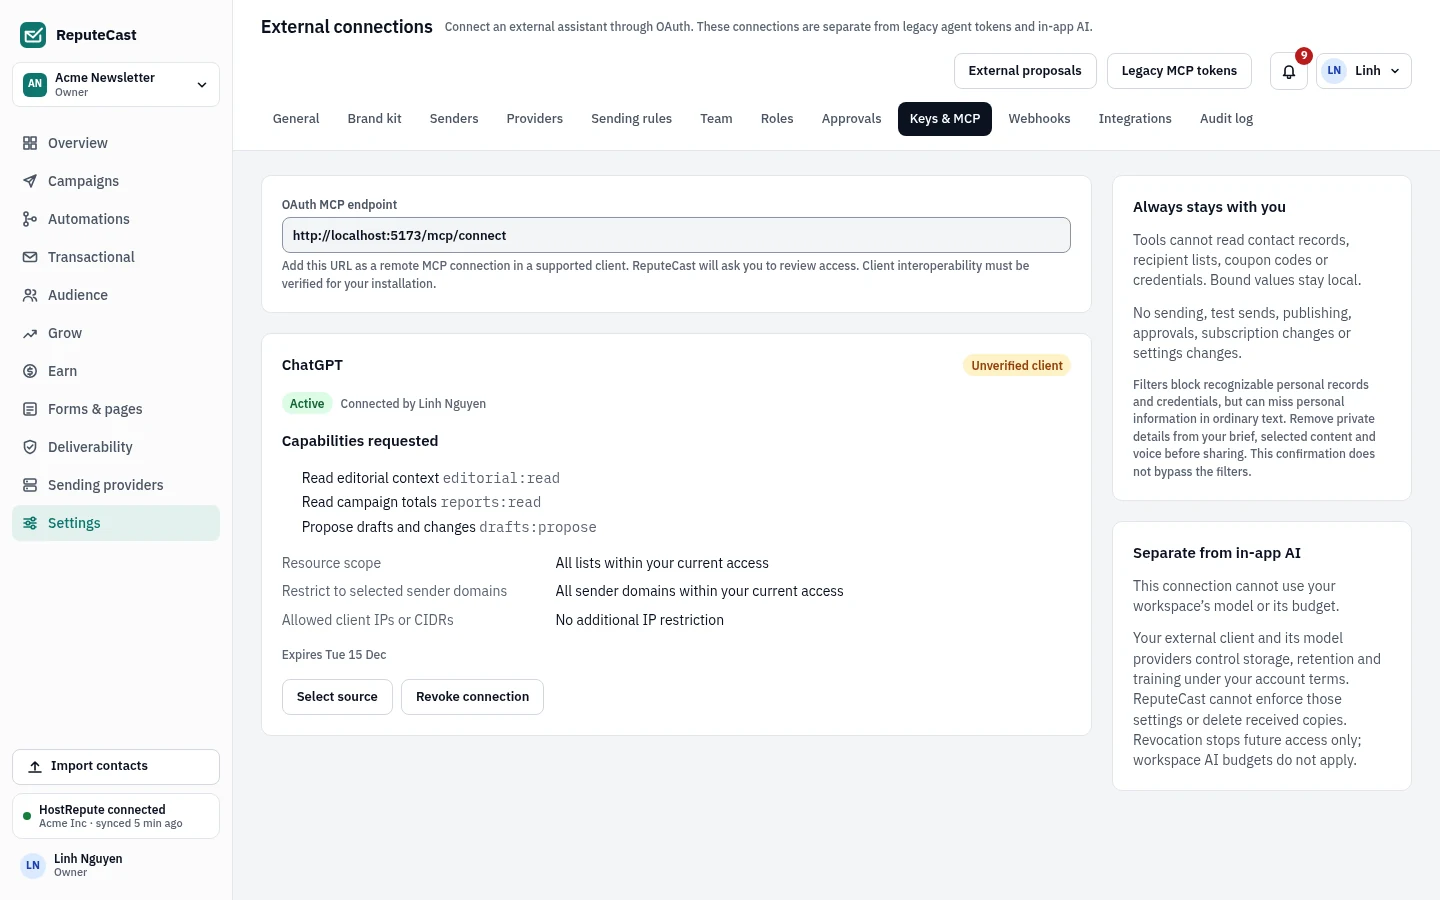 ReputeCast
AN
Acme Newsletter
Owner
Overview
Campaigns
Automations
Transactional
Audience
Grow
Earn
Forms & pages
Deliverability
Sending providers
Settings
Import contacts
HostRepute connected
Acme Inc · synced 5 min ago
LN
Linh Nguyen
Owner
External connections
Connect an external assistant through OAuth. These connections are separate from legacy agent tokens and in-app AI.
External proposals
Legacy MCP tokens
9
LN
Linh
General
Brand kit
Senders
Providers
Sending rules
Team
Roles
Approvals
Keys & MCP
Webhooks
Integrations
Audit log
OAuth MCP endpoint
http://localhost:5173/mcp/connect
Add this URL as a remote MCP connection in a supported client. ReputeCast will ask you to review access. Client interoperability must be
verified for your installation.
ChatGPT
Unverified client
Active
Connected by Linh Nguyen
Capabilities requested
Read editorial context editorial:read
Read campaign totals reports:read
Propose drafts and changes drafts:propose
Resource scope
All lists within your current access
Restrict to selected sender domains
All sender domains within your current access
Allowed client IPs or CIDRs
No additional IP restriction
Expires Tue 15 Dec
Select source
Revoke connection
Always stays with you
Tools cannot read contact records,
recipient lists, coupon codes or
credentials. Bound values stay local.
No sending, test sends, publishing,
approvals, subscription changes or
settings changes.
Filters block recognizable personal records
and credentials, but can miss personal
information in ordinary text. Remove private
details from your brief, selected content and
voice before sharing. This confirmation does
not bypass the filters.
Separate from in-app AI
This connection cannot use your
workspace's model or its budget.
Your external client and its model
providers control storage, retention and
training under your account terms.
ReputeCast cannot enforce those
settings or delete received copies.
Revocation stops future access only;
workspace AI budgets do not apply.